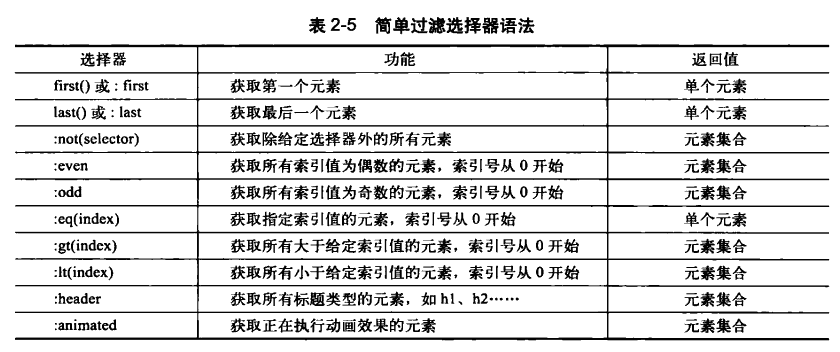 表 2-5 简单过滤选择器语法
选择器 功能 返回值
first() 或 : first 获取第一个元素 单个元素
last() 或 : last 获取最后一个元素 单个元素
:not(selector) 获取除给定选择器外的所有元素 元素集合
:even 获取所有索引值为偶数的元素，索引号从 0 开始 元素集合
:odd 获取所有索引值为奇数的元素，索引号从 0 开始 元素集合
:eq(index) 获取指定索引值的元素，索引号从 0 开始 单个元素
:gt(index) 获取所有大于给定索引值的元素，索引号从 0 开始 元素集合
:lt(index) 获取所有小于给定索引值的元素，索引号从 0 开始 元素集合
:header 获取所有标题类型的元素，如 h1、h2…… 元素集合
:animated 获取正在执行动画效果的元素 元素集合